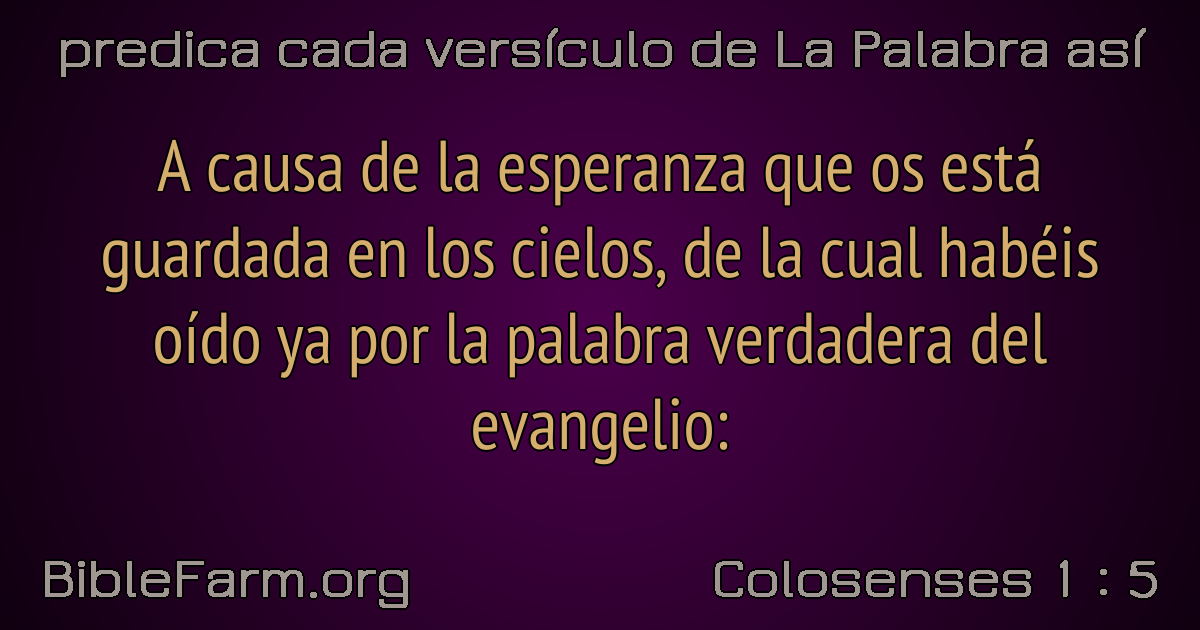 predica cada versículo de La Palabra así
A causa de la esperanza que os está
guardada en los cielos, de la cual habéis
oído ya por la palabra verdadera del
evangelio:
BibleFarm.org
Colosenses 1 : 5